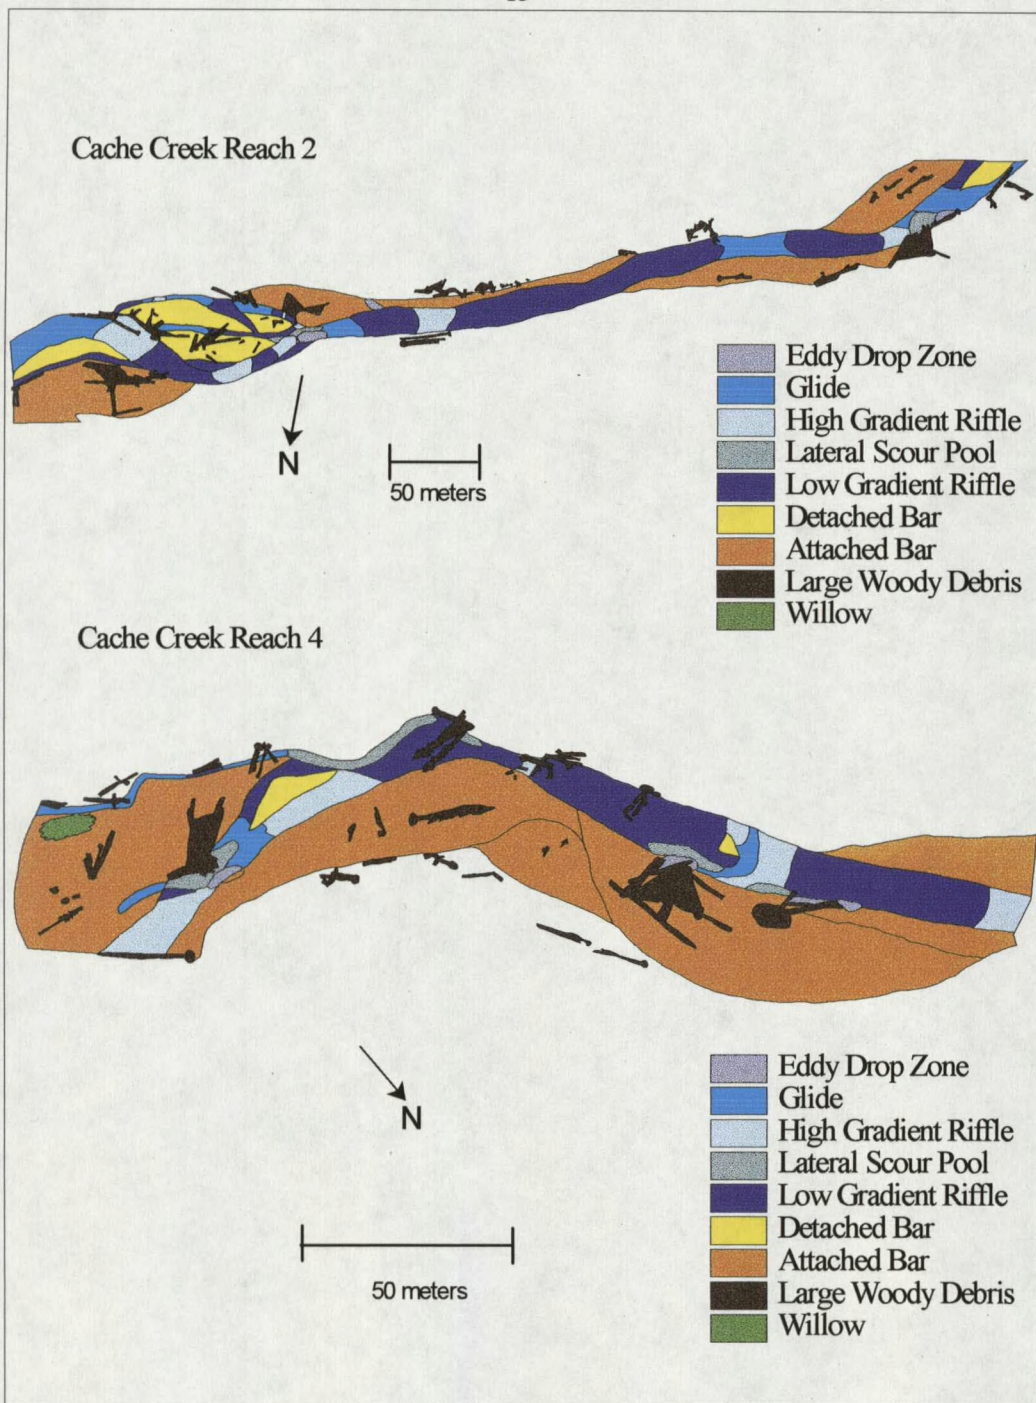 Cache Creek Reach 2
N
50 meters
Eddy Drop Zone
Glide
High Gradient Riffle
Lateral Scour Pool
Low Gradient Riffle
Detached Bar
Attached Bar
Large Woody Debris
Willow
Cache Creek Reach 4
N
50 meters
Eddy Drop Zone
Glide
High Gradient Riffle
Lateral Scour Pool
Low Gradient Riffle
Detached Bar
Attached Bar
Large Woody Debris
Willow